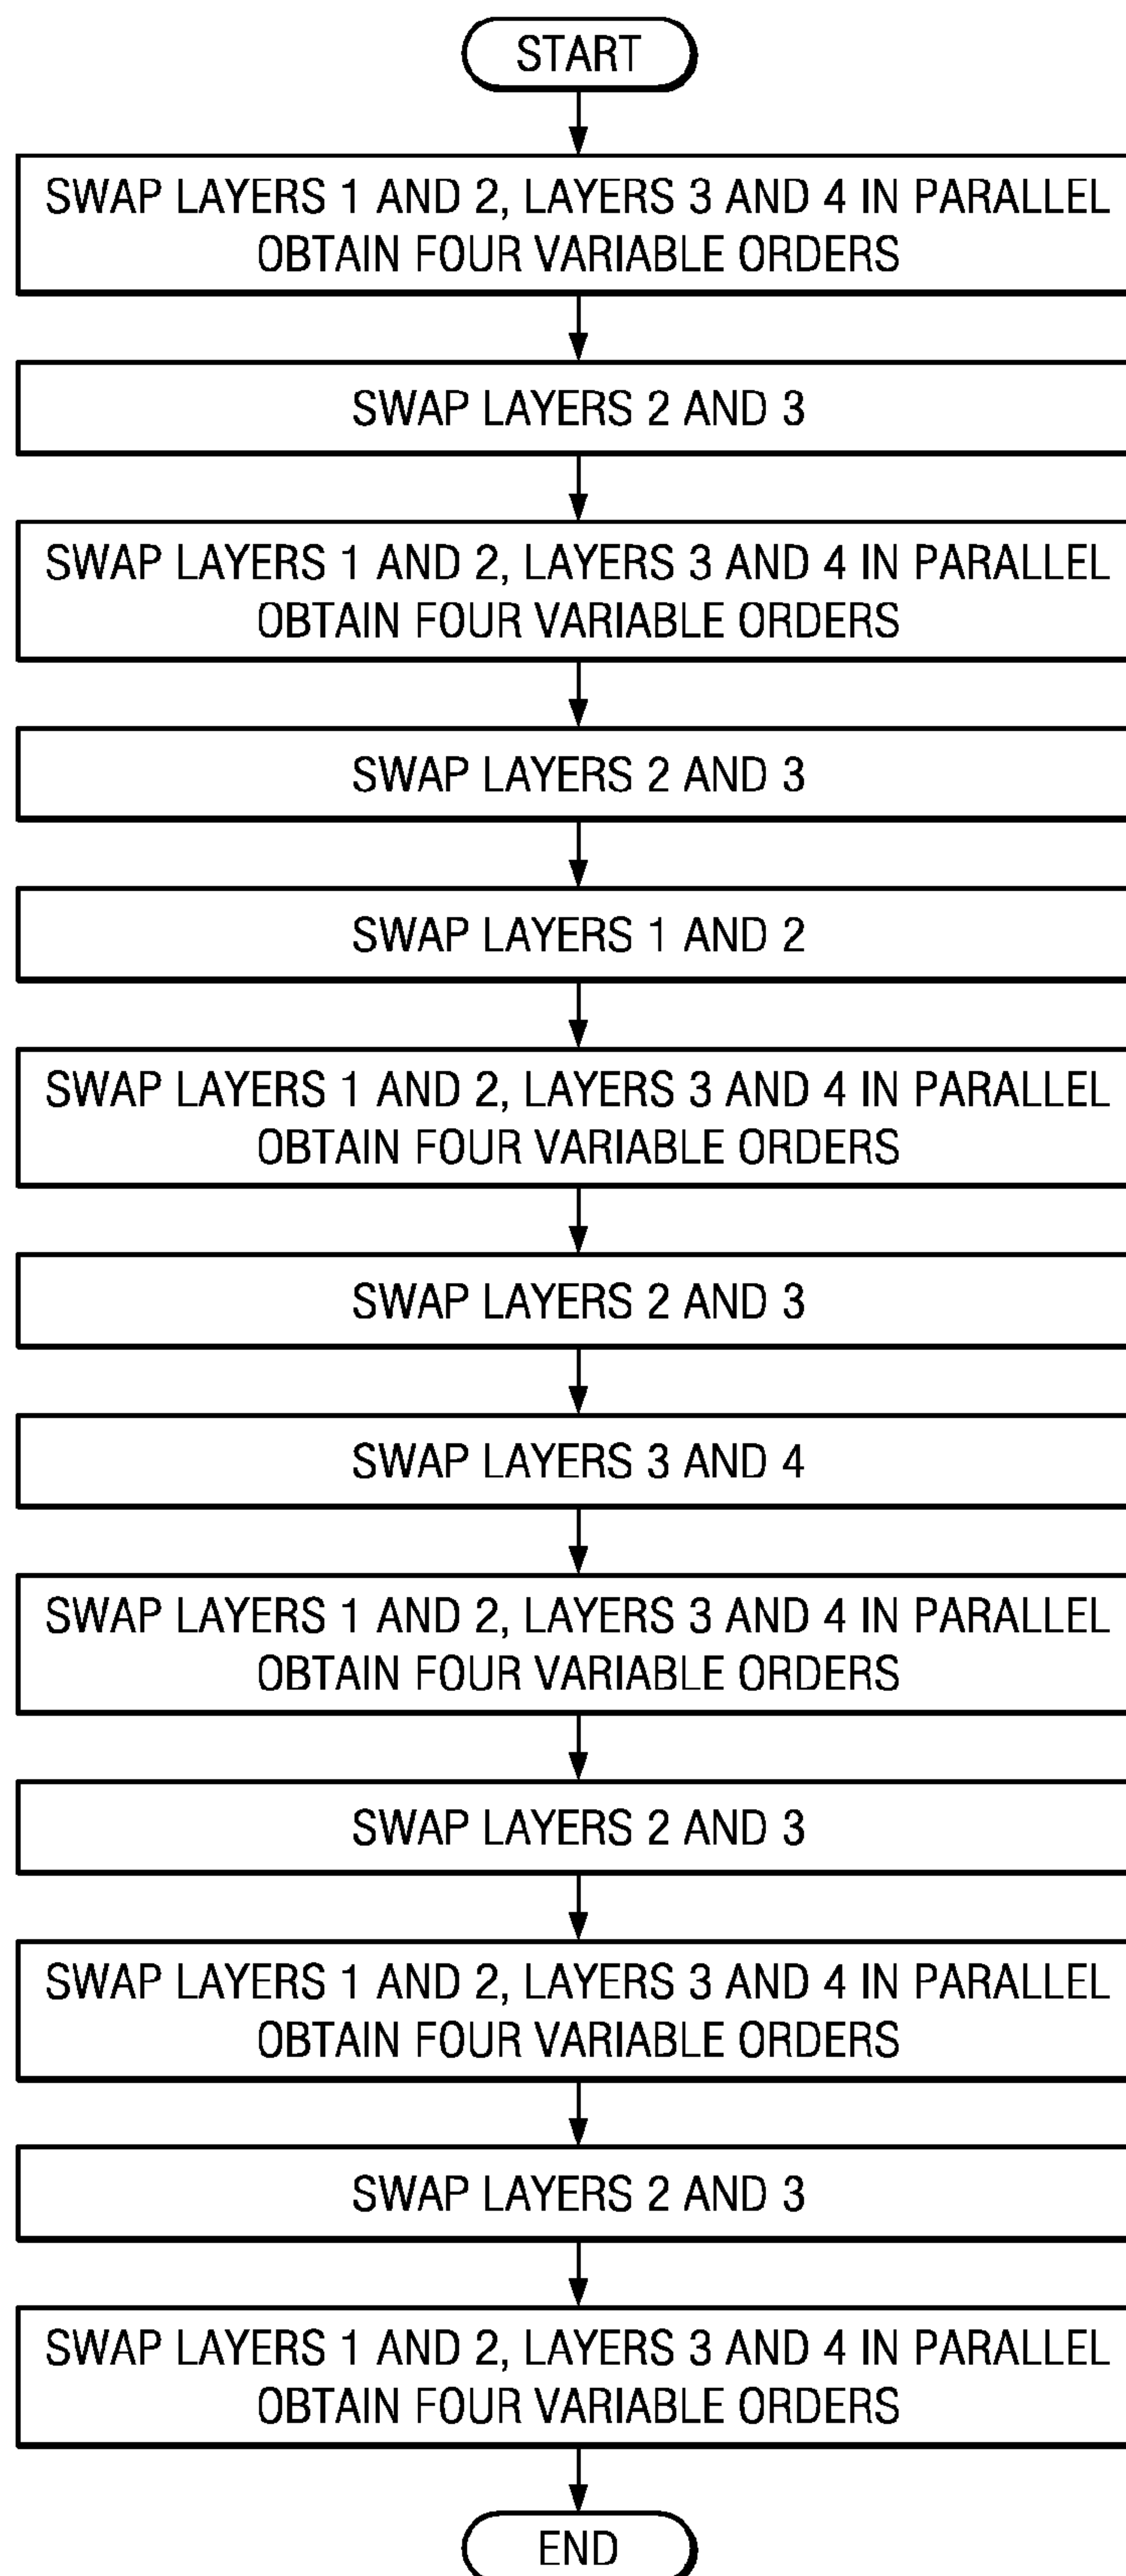 START
SWAP LAYERS 1 AND 2, LAYERS 3 AND 4 IN PARALLEL
OBTAIN FOUR VARIABLE ORDERS
SWAP LAYERS 2 AND 3
SWAP LAYERS 1 AND 2, LAYERS 3 AND 4 IN PARALLEL
OBTAIN FOUR VARIABLE ORDERS
SWAP LAYERS 2 AND 3
SWAP LAYERS 1 AND 2
SWAP LAYERS 1 AND 2, LAYERS 3 AND 4 IN PARALLEL
OBTAIN FOUR VARIABLE ORDERS
SWAP LAYERS 2 AND 3
SWAP LAYERS 3 AND 4
SWAP LAYERS 1 AND 2, LAYERS 3 AND 4 IN PARALLEL
OBTAIN FOUR VARIABLE ORDERS
SWAP LAYERS 2 AND 3
SWAP LAYERS 1 AND 2, LAYERS 3 AND 4 IN PARALLEL
OBTAIN FOUR VARIABLE ORDERS
SWAP LAYERS 2 AND 3
SWAP LAYERS 1 AND 2, LAYERS 3 AND 4 IN PARALLEL
OBTAIN FOUR VARIABLE ORDERS
END